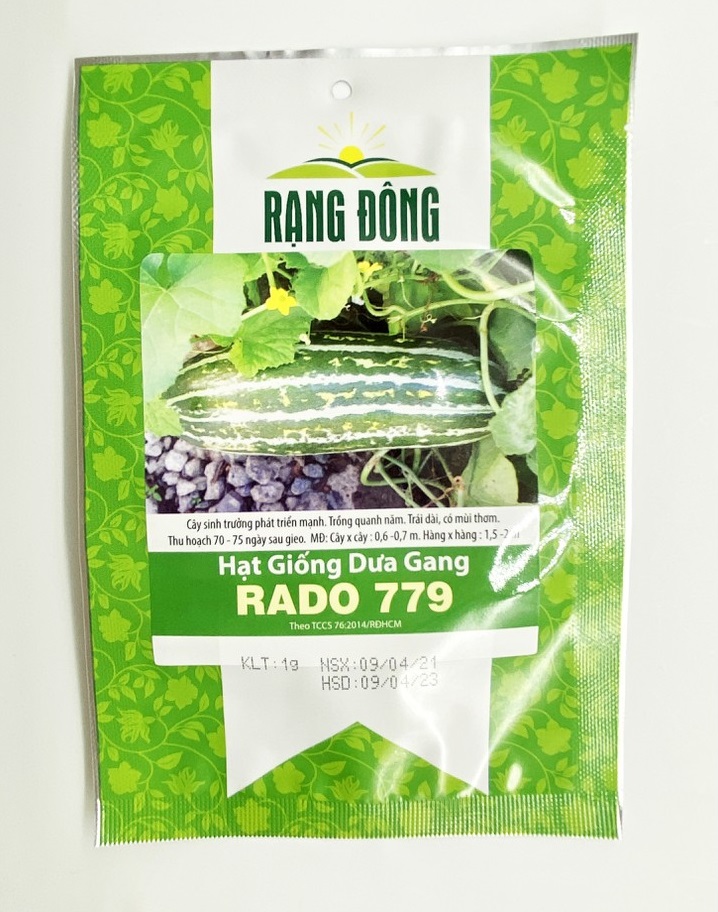 RẠNG ĐÔNG
Cây sinh trưởng phát triển mạnh. Trồng quanh năm. Trái dài, có mùi thơm.
Thu hoạch 70 - 75 ngày sau gieo. MĐ: Cây x cây : 0,6 -0,7 m. Hàng x hàng : 1,5 -2 m
Hạt Giống Dưa Gang
RADO 779
Theo TCCS 76:2014/RĐHCM
KLT:1g NSX:09/04/21
HSD:09/04/23